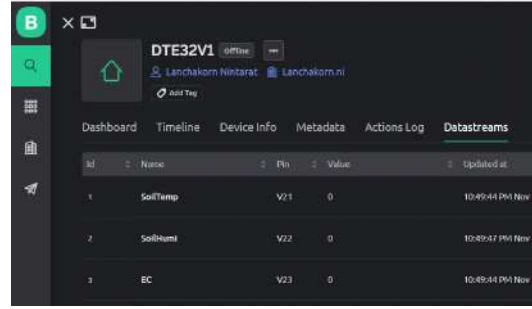 B
DTE32V1 Offline
Lanchakorn Nintarat Lanchakorn.ni
Add Tag
Dashboard Timeline Device Info Metadata Actions Log Datastreams
Id Name Pin Value Updated at
1 SoilTemp V21 0 10:49:44 PM Nov
2 SoilHumi V22 0 10:49:47 PM Nov
3 EC V23 0 10:49:44 PM Nov